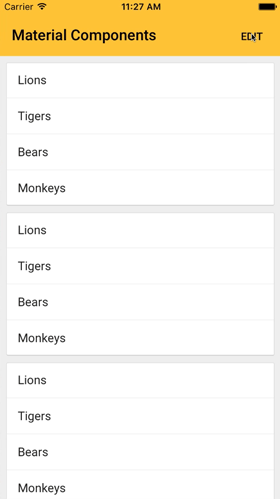 Carrier 11:27 AM
Material Components EDIT
Lions
Tigers
Bears
Monkeys
Lions
Tigers
Bears
Monkeys
Lions
Tigers
Bears
Monkeys